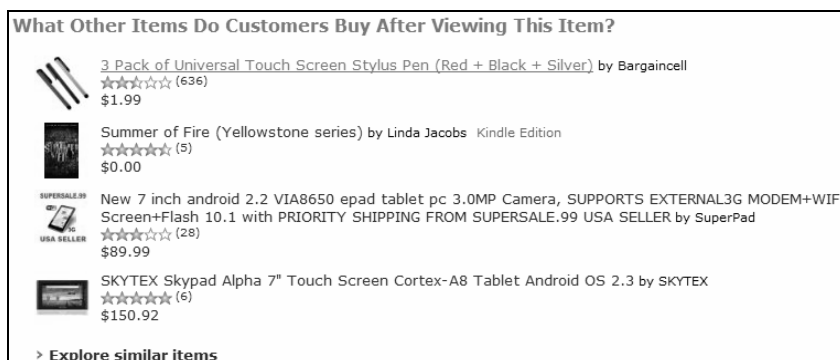 What Other Items Do Customers Buy After Viewing This Item?
3 Pack of Universal Touch Screen Stylus Pen (Red + Black + Silver) by Bargaincell
(636)
$1.99
Summer of Fire (Yellowstone series) by Linda Jacobs Kindle Edition
(5)
$0.00
SUPERSALE.99
3G
USA SELLER
New 7 inch android 2.2 VIA8650 epad tablet pc 3.0MP Camera, SUPPORTS EXTERNAL3G MODEM+WIF
Screen+Flash 10.1 with PRIORITY SHIPPING FROM SUPERSALE.99 USA SELLER by SuperPad
(28)
$89.99
SKYTEX Skypad Alpha 7" Touch Screen Cortex-A8 Tablet Android OS 2.3 by SKYTEX
(6)
$150.92
› Explore similar items